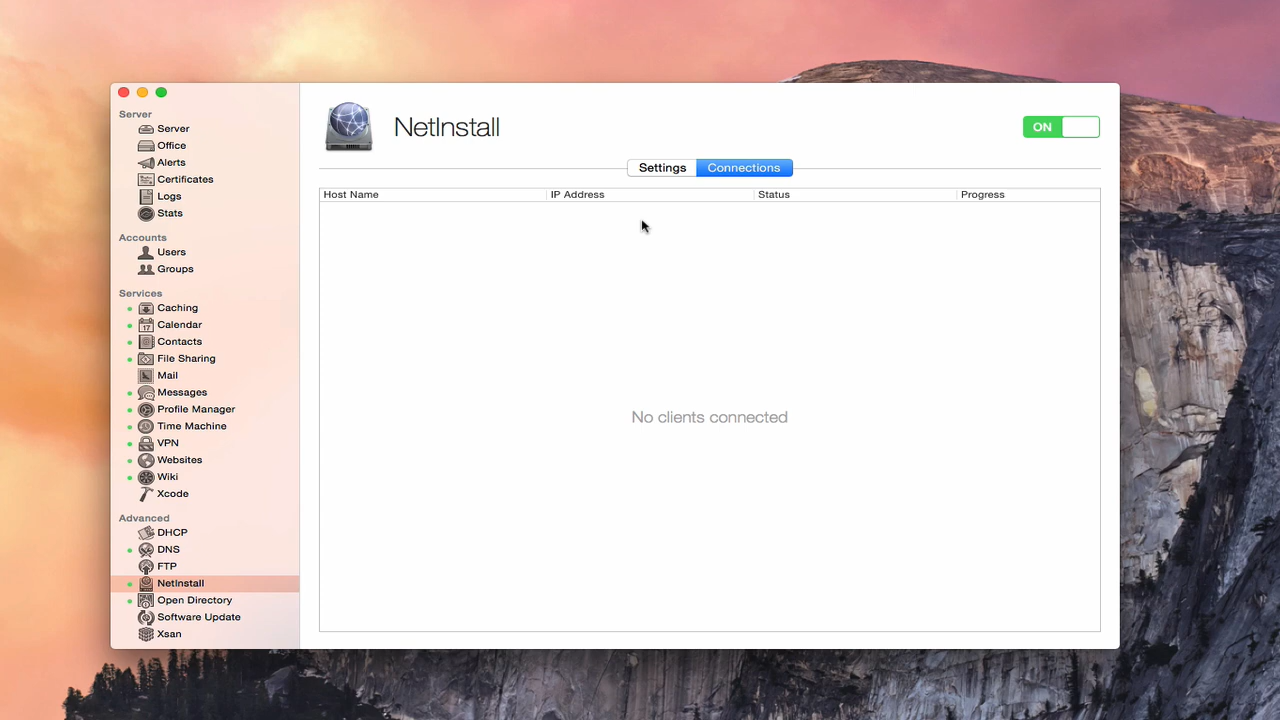 Server
Server
Office
Alerts
Certificates
Logs
Stats
Accounts
Users
Groups
Services
Caching
17
Calendar
Contacts
File Sharing
Mail
Messages
Profile Manager
Time Machine
VPN
Websites
Wiki
Xcode
Advanced
DHCP
DNS
FTP
NetInstall
Open Directory
Software Update
Xsan
NetInstall
ON
Settings Connections
Host Name IP Address Status Progress
No clients connected